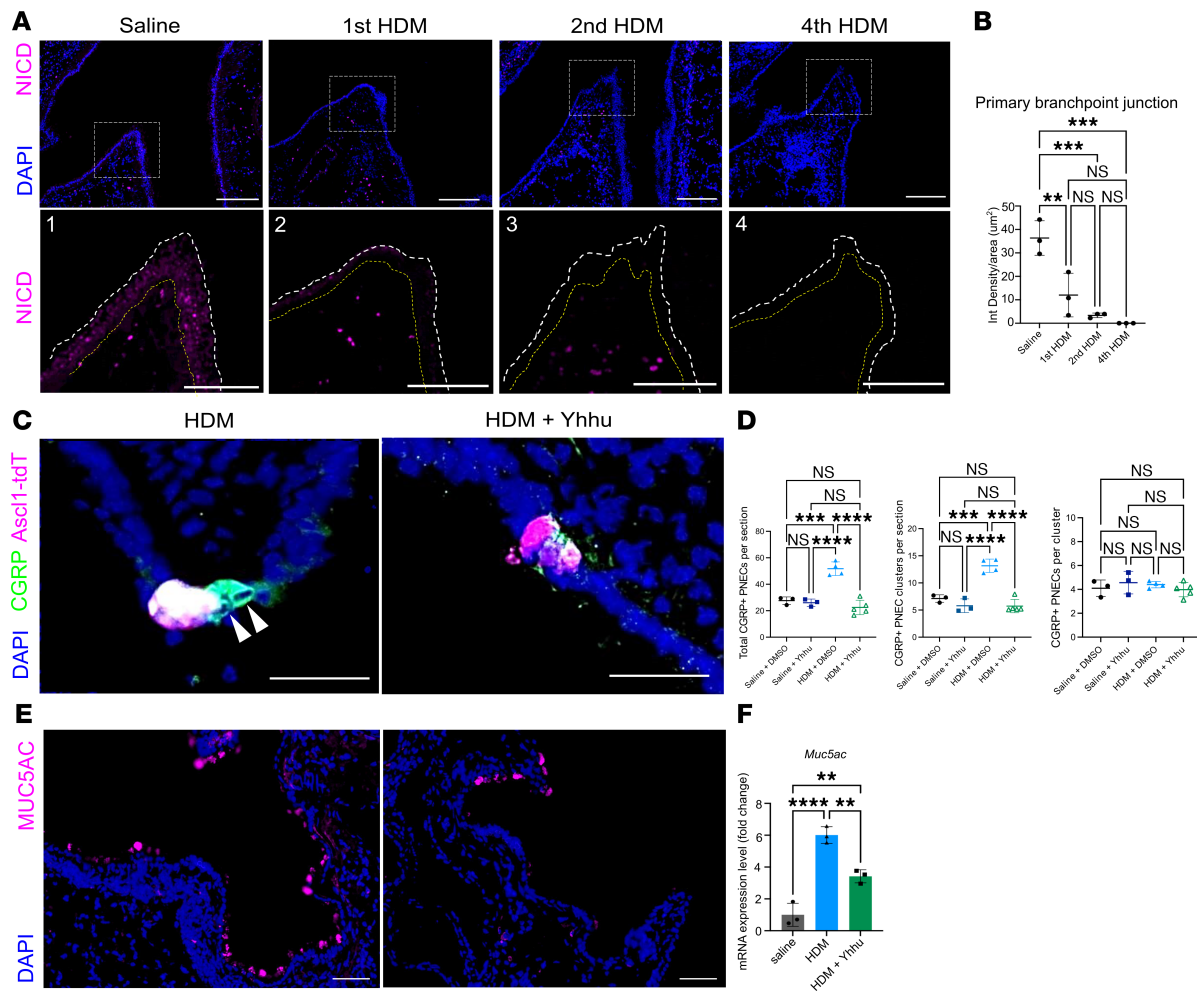 A
Saline
1st HDM
2nd HDM
4th HDM
DAPI NICD
NICD
1
2
3
4
B
Primary branchpoint junction
***
***
NS
** NS NS
Int Density/area (um²)
50
40
30
20
10
0
Saline
1st HDM
2nd HDM
4th HDM
C
HDM
HDM + Yhhu
DAPI CGRP Ascl1-tdT
D
NS
NS
*** ****
NS ****
Total CGRP+ PNECs per section
80
60
40
20
0
Saline + DMSO
Saline + Yhhu
HDM + DMSO
HDM + Yhhu
NS
NS
*** ****
NS ****
CGRP+ PNEC clusters per section
20
15
10
5
0
Saline + DMSO
Saline + Yhhu
HDM + DMSO
HDM + Yhhu
NS
NS
NS
NS NS NS
CGRP+ PNECs per cluster
10
8
6
4
2
0
Saline + DMSO
Saline + Yhhu
HDM + DMSO
HDM + Yhhu
E
DAPI MUC5AC
F
Muc5ac
**
**** **
mRNA expression level (fold change)
8
6
4
2
0
saline
HDM
HDM + Yhhu